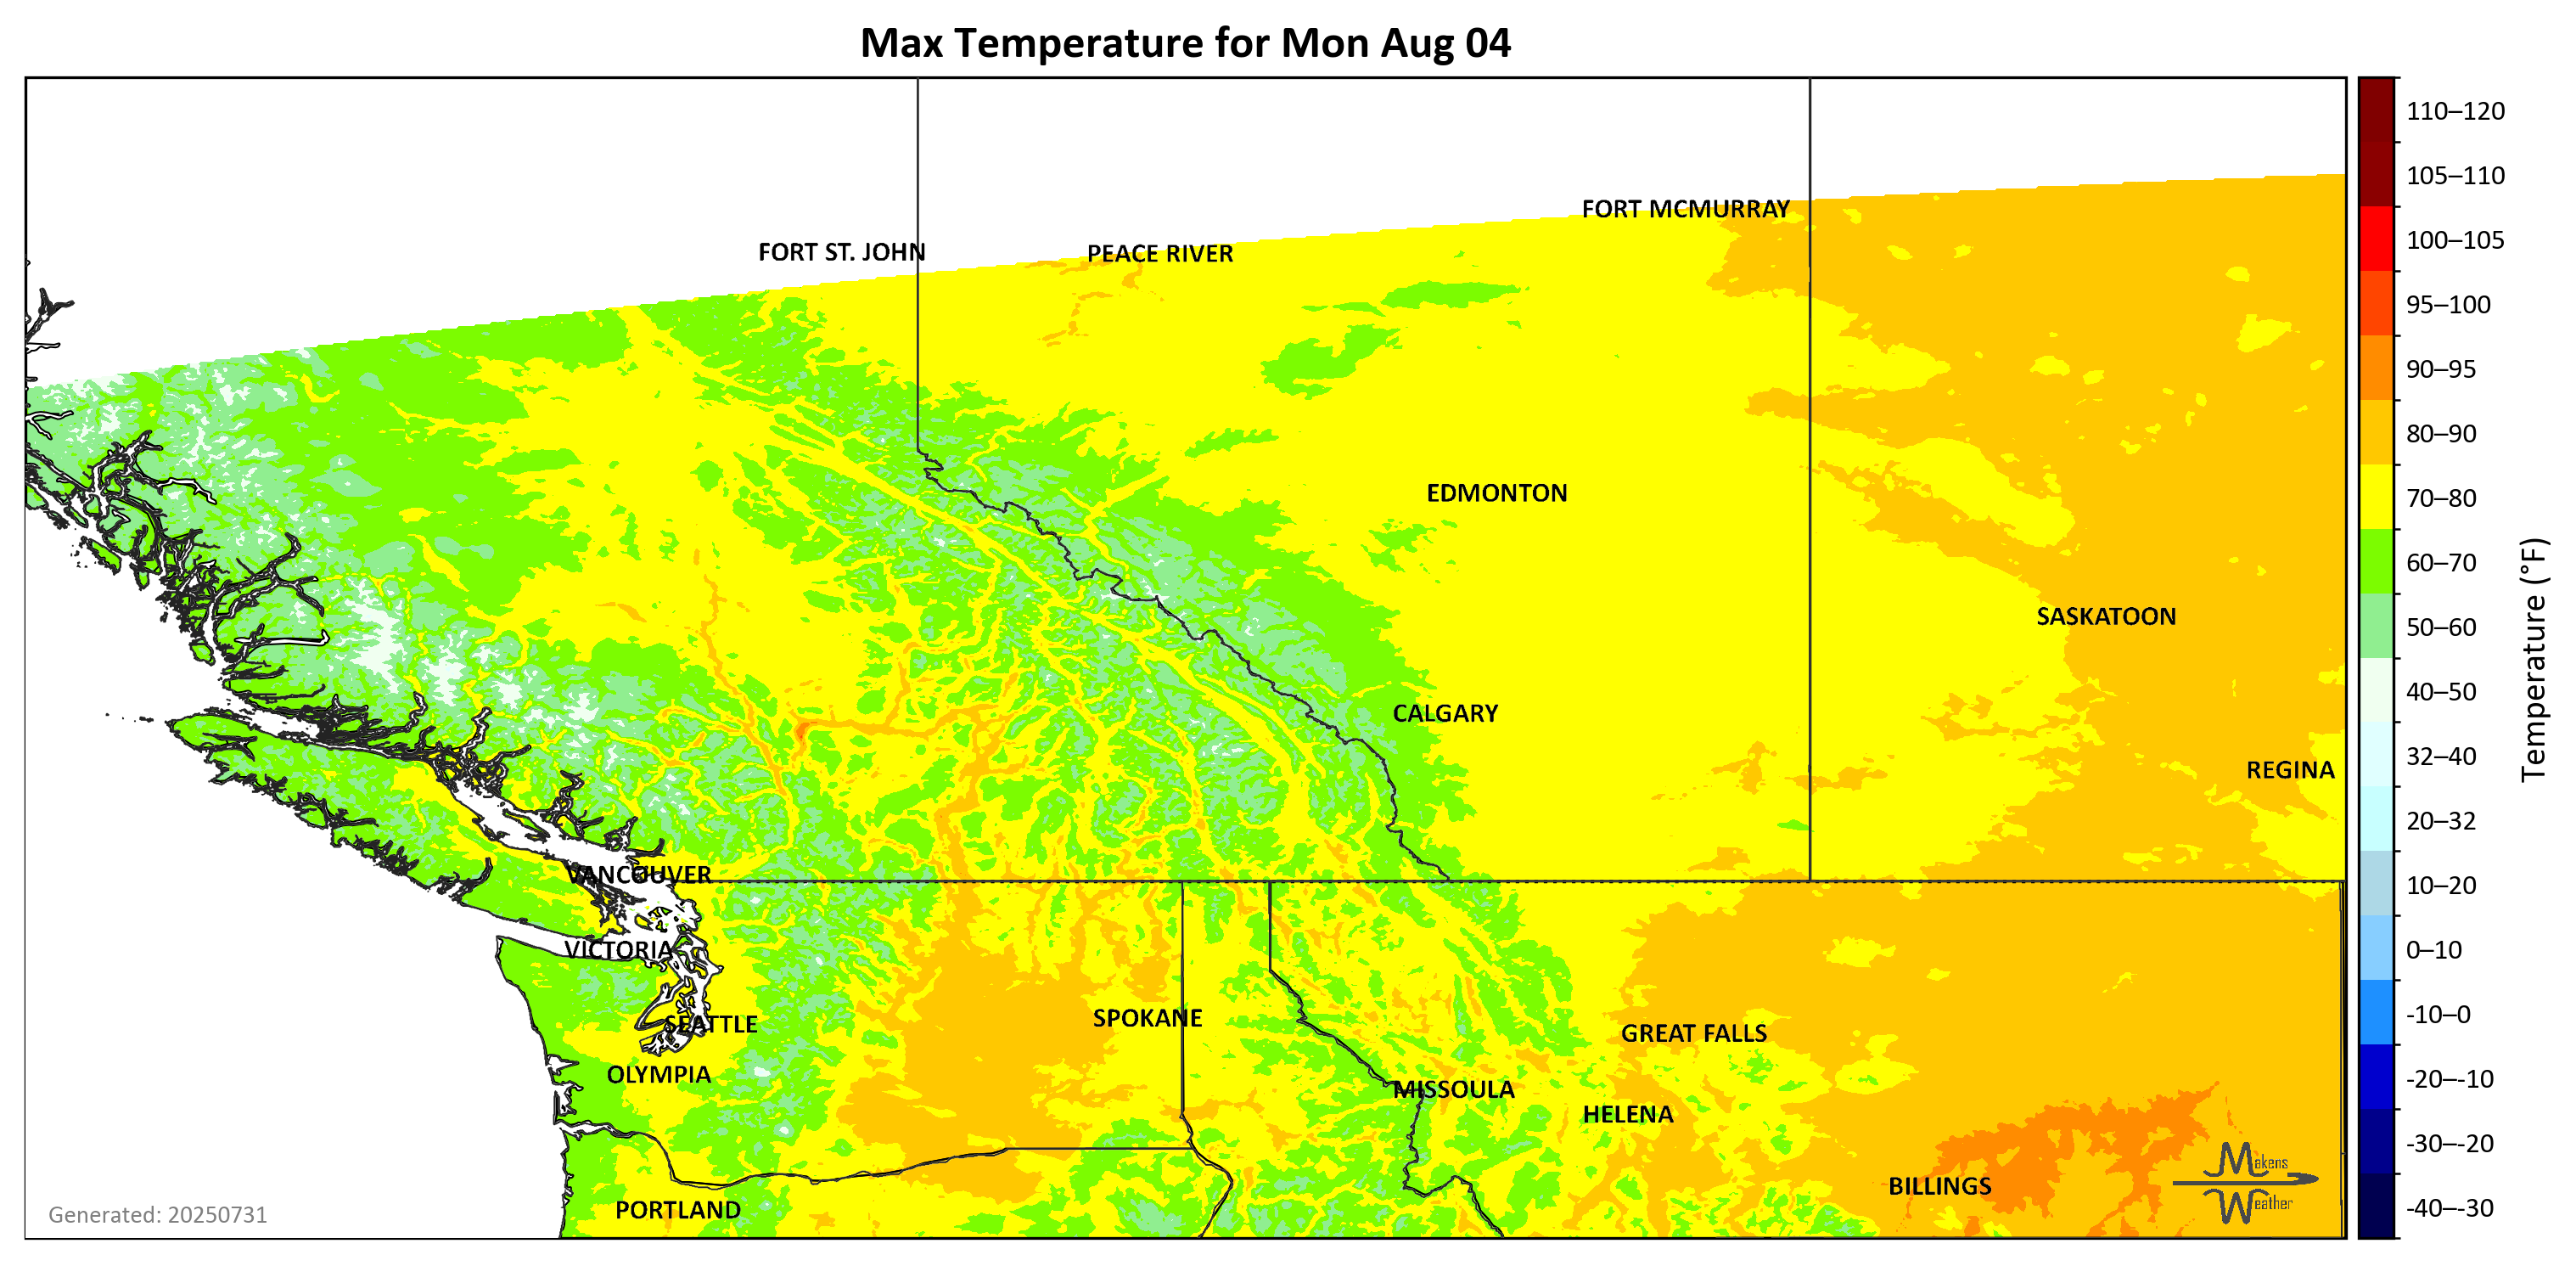 Max Temperature for Mon Aug 04
FORT MCMURRAY
FORT ST. JOHN
PEACE RIVER
EDMONTON
SASKATOON
CALGARY
REGINA
VANCOUVER
VICTORIA
SEATTLE
SPOKANE
GREAT FALLS
OLYMPIA
MISSOULA
HELENA
BILLINGS
PORTLAND
Makens
Weather
Generated: 20250731
110–120
105–110
100–105
95–100
90–95
80–90
70–80
60–70
50–60
40–50
32–40
20–32
10–20
0–10
-10–0
-20–-10
-30–-20
-40–-30
Temperature (°F)